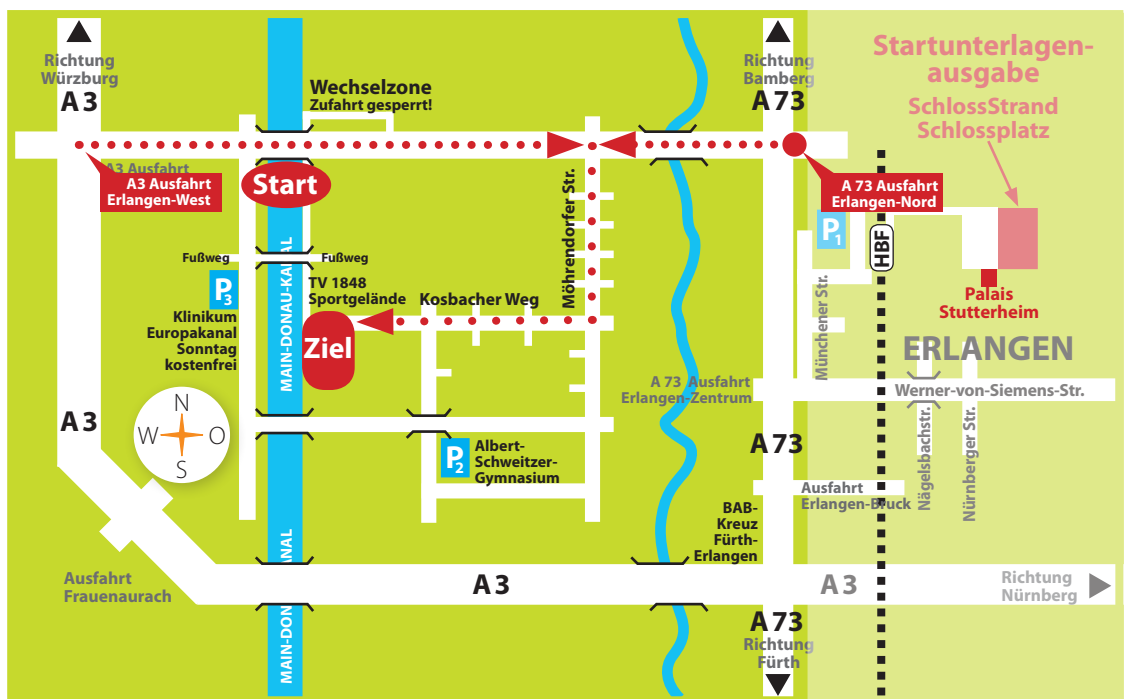 Richtung
Würzburg
A 3
Wechselzone
Zufahrt gesperrt!
Richtung
Bamberg
A 73
Startunterlagen-
ausgabe
SchlossStrand
Schlossplatz
A3 Ausfahrt
A3 Ausfahrt
Erlangen-West
Start
Möhrendorfer Str.
A 73 Ausfahrt
Erlangen-Nord
P1
HBF
Fußweg
Fußweg
MAIN-DONAU-KANAL
P3
Klinikum
Europakanal
Sonntag
kostenfrei
TV 1848
Sportgelände
Kosbacher Weg
Ziel
Münchener Str.
Palais
Stutterheim
ERLANGEN
A 73 Ausfahrt
Erlangen-Zentrum
Werner-von-Siemens-Str.
N
W
O
S
A 3
P2
Albert-
Schweitzer-
Gymnasium
A 73
Nägelsbachstr.
Nürnberger Str.
Ausfahrt
Erlangen-Bruck
BAB-
Kreuz
Fürth-
Erlangen
Ausfahrt
Frauenaurach
MAIN-DON
ANAL
A 3
A 3
Richtung
Nürnberg
A 73
Richtung
Fürth